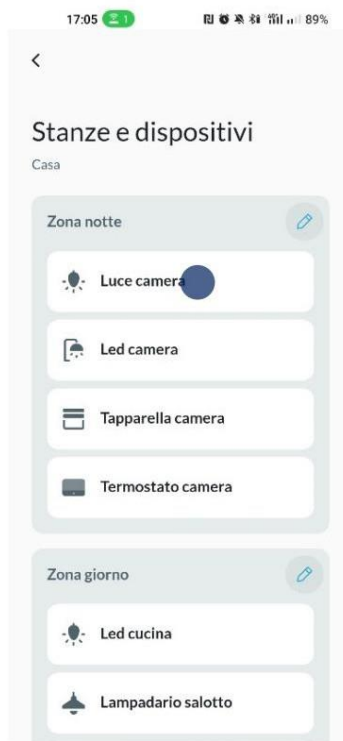 17:05 1 89%
Stanze e dispositivi
Casa
Zona notte
Luce camera
Led camera
Tapparella camera
Termostato camera
Zona giorno
Led cucina
Lampadario salotto